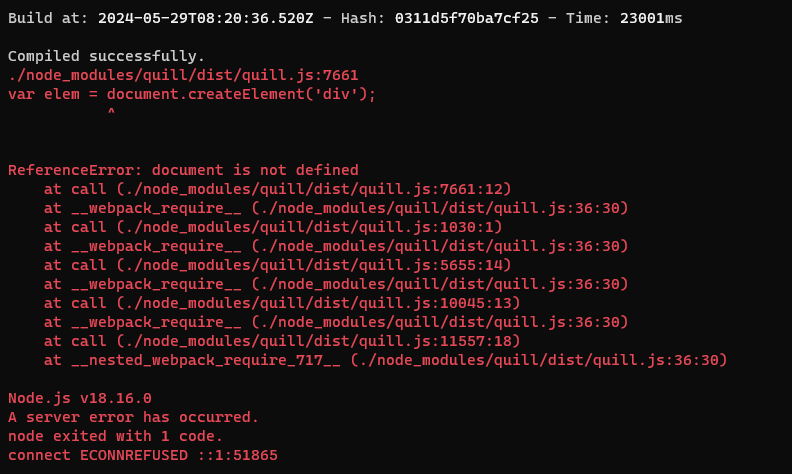 Build at: 2024-05-29T08:20:36.520Z - Hash: 0311d5f70ba7cf25 - Time: 23001ms
Compiled successfully.
./node_modules/quill/dist/quill.js:7661
var elem = document.createElement('div');
^
ReferenceError: document is not defined
at call (./node_modules/quill/dist/quill.js:7661:12)
at __webpack_require__ (./node_modules/quill/dist/quill.js:36:30)
at call (./node_modules/quill/dist/quill.js:1030:1)
at __webpack_require__ (./node_modules/quill/dist/quill.js:36:30)
at call (./node_modules/quill/dist/quill.js:5655:14)
at __webpack_require__ (./node_modules/quill/dist/quill.js:36:30)
at call (./node_modules/quill/dist/quill.js:10045:13)
at __webpack_require__ (./node_modules/quill/dist/quill.js:36:30)
at call (./node_modules/quill/dist/quill.js:11557:18)
at __nested_webpack_require_717__ (./node_modules/quill/dist/quill.js:36:30)
Node.js v18.16.0
A server error has occurred.
node exited with 1 code.
connect ECONNREFUSED ::1:51865